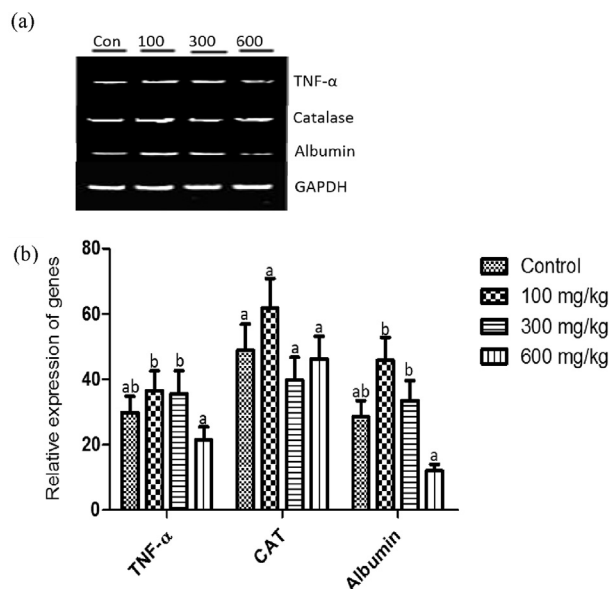 (a)
Con 100 300 600
TNF-α
Catalase
Albumin
GAPDH
(b)
Relative expression of genes
80
60
40
20
0
ab b b a
a a a a
ab b b a
TNF-α CAT Albumin
Control
100 mg/kg
300 mg/kg
600 mg/kg